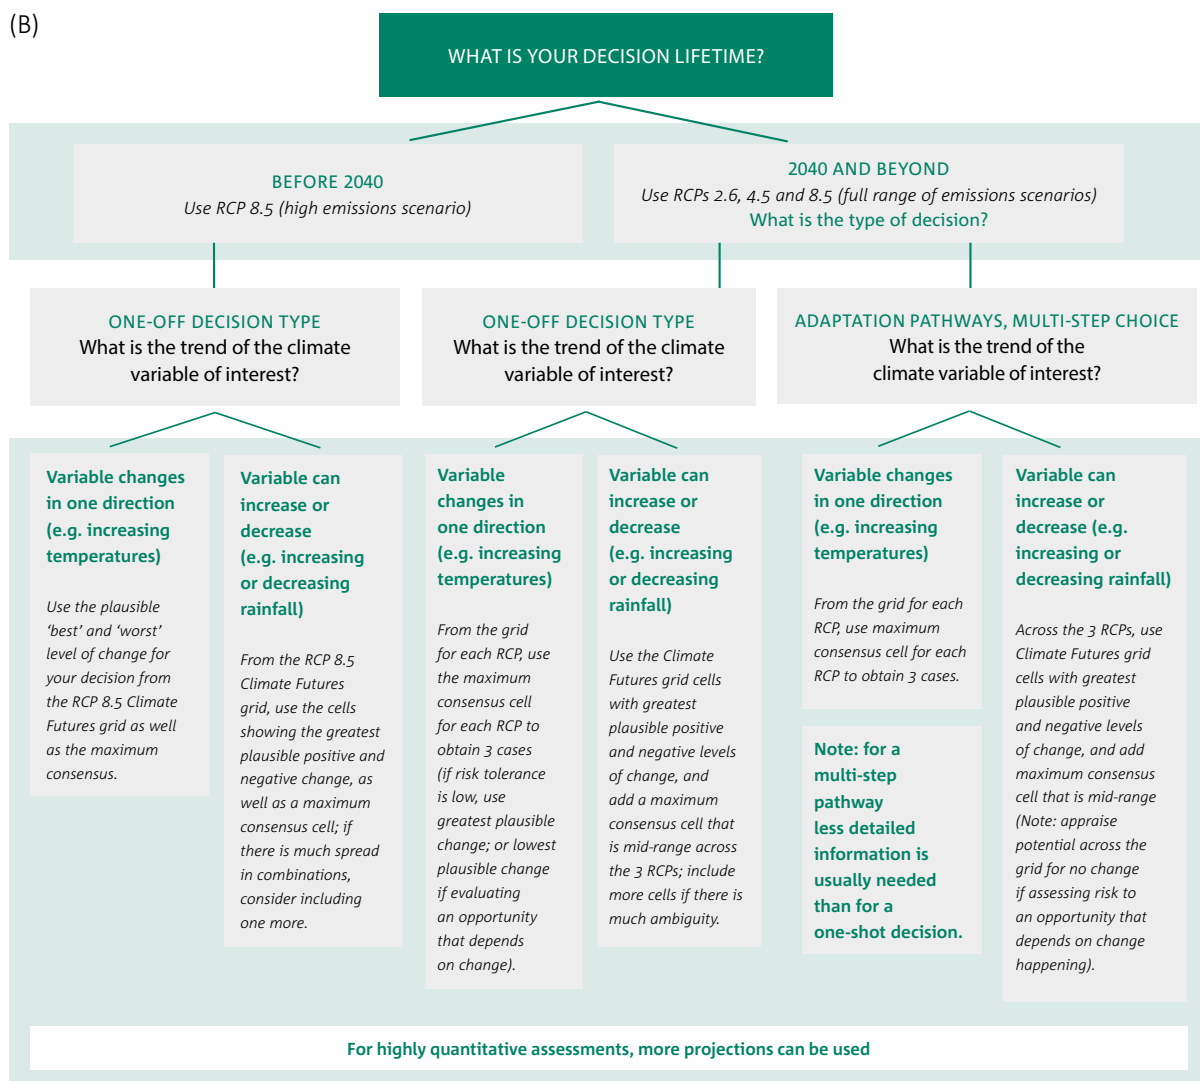 (B)
WHAT IS YOUR DECISION LIFETIME?
BEFORE 2040
Use RCP 8.5 (high emissions scenario)
2040 AND BEYOND
Use RCPs 2.6, 4.5 and 8.5 (full range of emissions scenarios)
What is the type of decision?
ONE-OFF DECISION TYPE
What is the trend of the climate
variable of interest?
ONE-OFF DECISION TYPE
What is the trend of the climate
variable of interest?
ADAPTATION PATHWAYS, MULTI-STEP CHOICE
What is the trend of the
climate variable of interest?
Variable changes
in one direction
(e.g. increasing
temperatures)
Use the plausible
‘best’ and ‘worst’
level of change for
your decision from
the RCP 8.5 Climate
Futures grid as well
as the maximum
consensus.
Variable can
increase or
decrease
(e.g. increasing
or decreasing
rainfall)
From the RCP 8.5
Climate Futures
grid, use the cells
showing the greatest
plausible positive and
negative change, as
well as a maximum
consensus cell; if
there is much spread
in combinations,
consider including
one more.
Variable
changes in
one direction
(e.g. increasing
temperatures)
From the grid
for each RCP, use
the maximum
consensus cell
for each RCP to
obtain 3 cases
(if risk tolerance
is low, use
greatest plausible
change; or lowest
plausible change
if evaluating
an opportunity
that depends
on change).
Variable can
increase or
decrease
(e.g. increasing
or decreasing
rainfall)
Use the Climate
Futures grid cells
with greatest
plausible positive
and negative levels
of change, and
add a maximum
consensus cell that
is mid-range across
the 3 RCPs; include
more cells if there is
much ambiguity.
Variable changes
in one direction
(e.g. increasing
temperatures)
From the grid for each
RCP, use maximum
consensus cell for each
RCP to obtain 3 cases.
Note: for a
multi-step
pathway
less detailed
information is
usually needed
than for a
one-shot decision.
Variable can
increase or
decrease (e.g.
increasing or
decreasing rainfall)
Across the 3 RCPs, use
Climate Futures grid
cells with greatest
plausible positive
and negative levels
of change, and add
maximum consensus
cell that is mid-range
(Note: appraise
potential across the
grid for no change
if assessing risk to
an opportunity that
depends on change
happening).
For highly quantitative assessments, more projections can be used